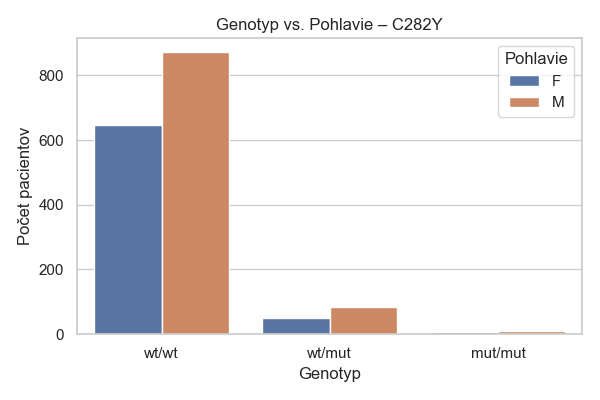 Genotyp vs. Pohlavie – C282Y
Pohlavie
F
M
Počet pacientov
800
600
400
200
0
wt/wt
wt/mut
mut/mut
Genotyp